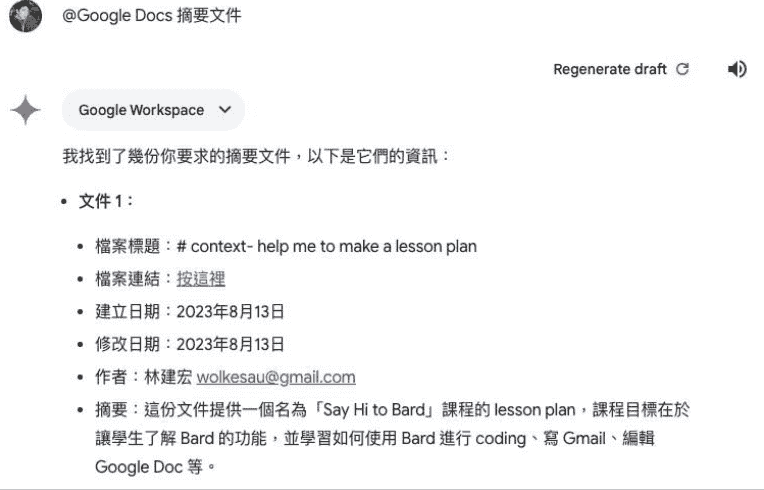 @Google Docs 摘要文件
Regenerate draft
Google Workspace
我找到了幾份你要求的摘要文件，以下是它們的資訊：
文件 1：
檔案標題：# context- help me to make a lesson plan
檔案連結：按這裡
建立日期：2023年8月13日
修改日期：2023年8月13日
作者：林建宏 wolkesau@gmail.com
摘要：這份文件提供一個名為「Say Hi to Bard」課程的 lesson plan，課程目標在於
讓學生了解 Bard 的功能，並學習如何使用 Bard 進行 coding、寫 Gmail、編輯
Google Doc 等。